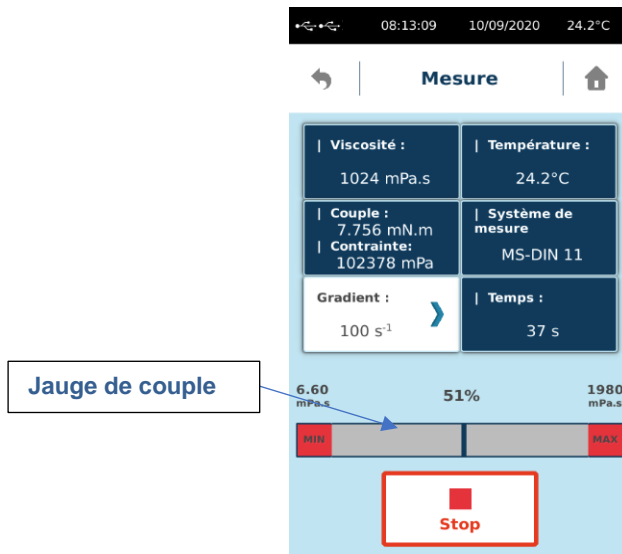 08:13:09 10/09/2020 24.2°C
Mesure
| Viscosité :
1024 mPa.s
| Température :
24.2°C
| Couple :
7.756 mN.m
| Contrainte:
102378 mPa
| Système de
mesure
MS-DIN 11
Gradient :
100 s⁻¹
| Temps :
37 s
Jauge de couple
6.60
mPa.s
51%
1980
mPa.s
MIN
MAX
Stop